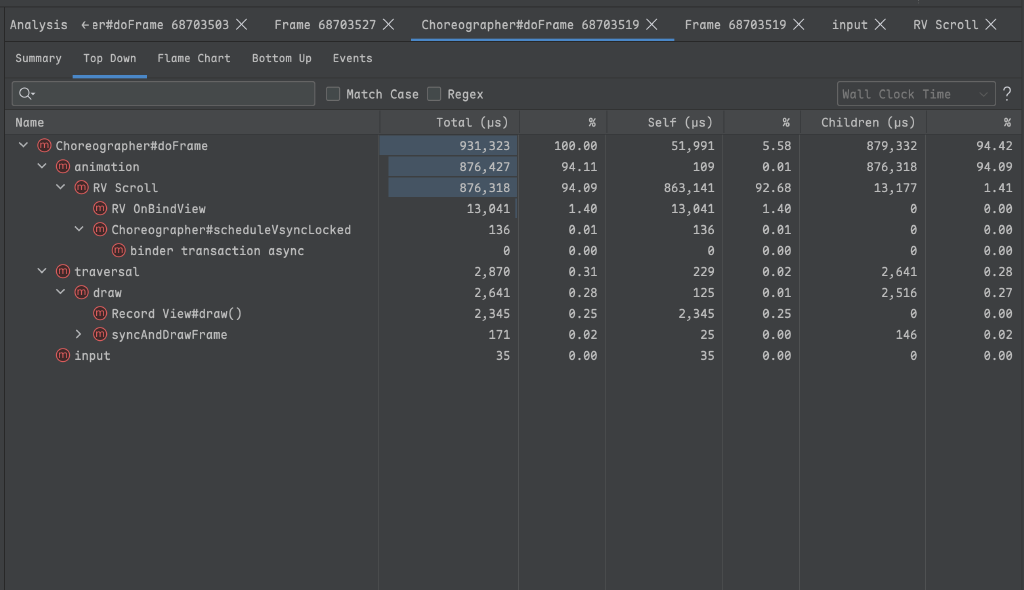 Analysis ←er#doFrame 68703503 Frame 68703527 Choreographer#doFrame 68703519 Frame 68703519 input RV Scroll
Summary Top Down Flame Chart Bottom Up Events
Match Case Regex Wall Clock Time ?
Name Total (μs) % Self (μs) % Children (μs) %
Choreographer#doFrame 931,323 100.00 51,991 5.58 879,332 94.42
animation 876,427 94.11 109 0.01 876,318 94.09
RV Scroll 876,318 94.09 863,141 92.68 13,177 1.41
RV OnBindView 13,041 1.40 13,041 1.40 0 0.00
Choreographer#scheduleVsyncLocked 136 0.01 136 0.01 0 0.00
binder transaction async 0 0.00 0 0.00 0 0.00
traversal 2,870 0.31 229 0.02 2,641 0.28
draw 2,641 0.28 125 0.01 2,516 0.27
Record View#draw() 2,345 0.25 2,345 0.25 0 0.00
syncAndDrawFrame 171 0.02 25 0.00 146 0.02
input 35 0.00 35 0.00 0 0.00